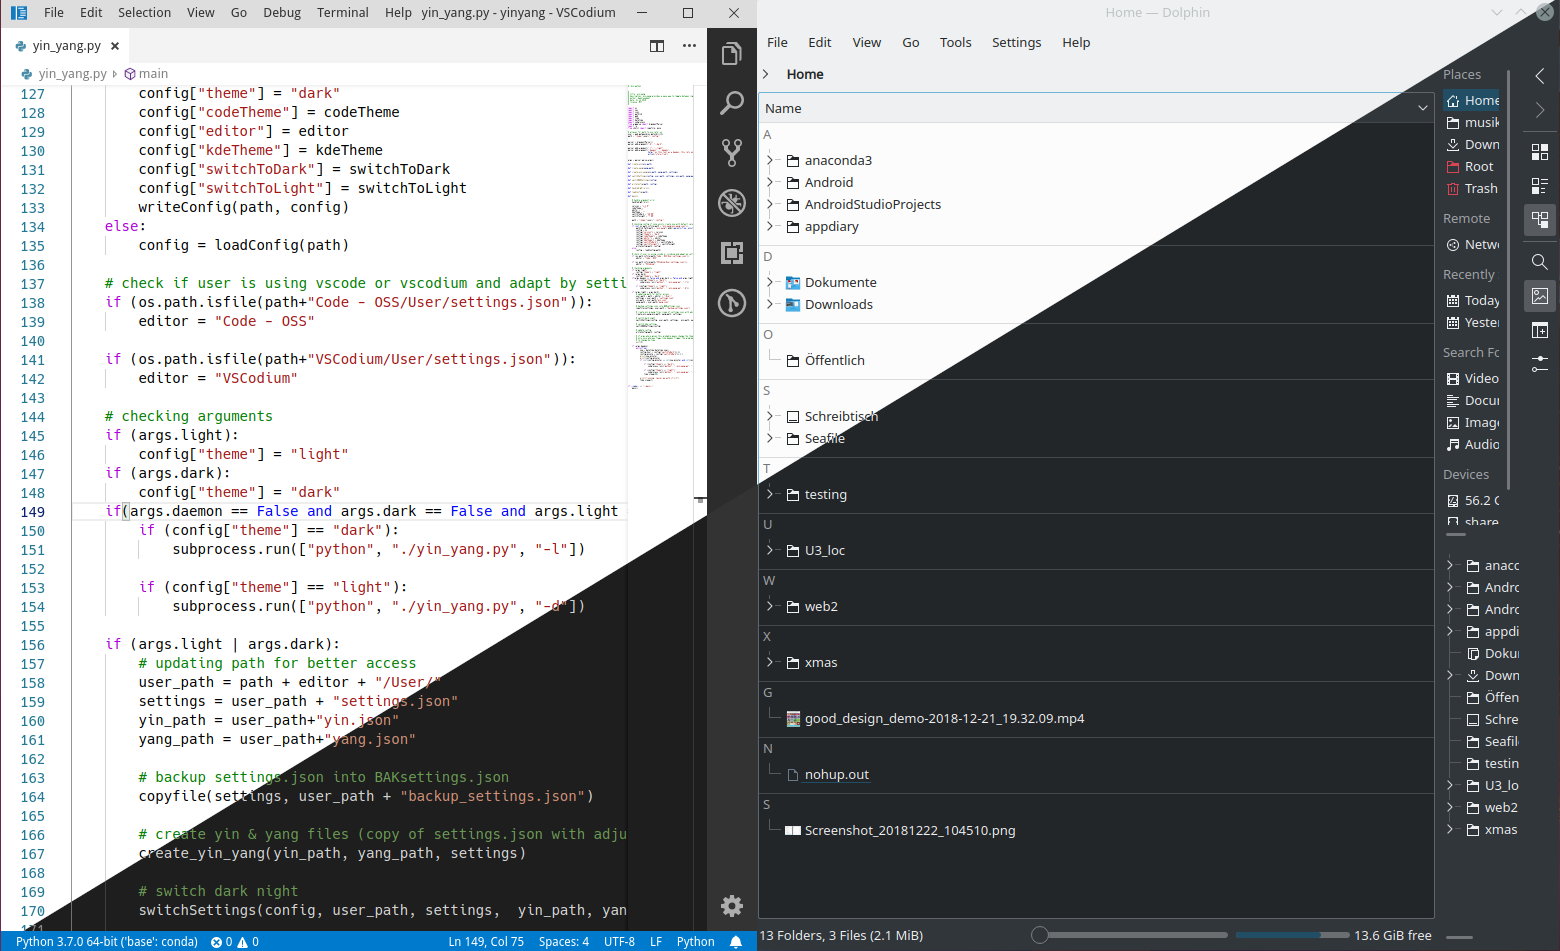 File Edit Selection View Go Debug Terminal Help yin_yang.py - yinyang - VSCodium
yin_yang.py
yin_yang.py main
127 config["theme"] = "dark"
128 config["codeTheme"] = codeTheme
129 config["editor"] = editor
130 config["kdeTheme"] = kdeTheme
131 config["switchToDark"] = switchToDark
132 config["switchToLight"] = switchToLight
133 writeConfig(path, config)
134 else:
135 config = loadConfig(path)
136
137 # check if user is using vscode or vscodium and adapt by setti
138 if (os.path.isfile(path+"Code - OSS/User/settings.json")):
139 editor = "Code - OSS"
140
141 if (os.path.isfile(path+"VSCodium/User/settings.json")):
142 editor = "VSCodium"
143
144 # checking arguments
145 if (args.light):
146 config["theme"] = "light"
147 if (args.dark):
148 config["theme"] = "dark"
149 if(args.daemon == False and args.dark == False and args.light
150 if (config["theme"] == "dark"):
151 subprocess.run(["python", "./yin_yang.py", "-l"])
152
153 if (config["theme"] == "light"):
154 subprocess.run(["python", "./yin_yang.py", "-d"])
155
156 if (args.light | args.dark):
157 # updating path for better access
158 user_path = path + editor + "/User/"
159 settings = user_path + "settings.json"
160 yin_path = user_path+"yin.json"
161 yang_path = user_path+"yang.json"
162
163 # backup settings.json into BAKsettings.json
164 copyfile(settings, user_path + "backup_settings.json")
165
166 # create yin & yang files (copy of settings.json with adju
167 create_yin_yang(yin_path, yang_path, settings)
168
169 # switch dark night
170 switchSettings(config, user_path, settings,  yin_path, yan
171
Python 3.7.0 64-bit ('base': conda) 0 0 Ln 149, Col 75 Spaces: 4 UTF-8 LF Python
Home — Dolphin
File Edit View Go Tools Settings Help
Home
Name
A
anaconda3
Android
AndroidStudioProjects
appdiary
D
Dokumente
Downloads
O
Öffentlich
S
Schreibtisch
Seafile
T
testing
U
U3_loc
W
web2
X
xmas
G
good_design_demo-2018-12-21_19.32.09.mp4
N
nohup.out
S
Screenshot_20181222_104510.png
13 Folders, 3 Files (2.1 MiB) 13.6 GiB free
Places
Home
musik
Down
Root
Trash
Remote
Netw
Recently
Today
Yester
Search Fo
Video
Docu
Image
Audio
Devices
56.2 G
share
anaco
Andro
Andro
appdi
Doku
Down
Öffen
Schre
Seafil
testin
U3_lo
web2
xmas